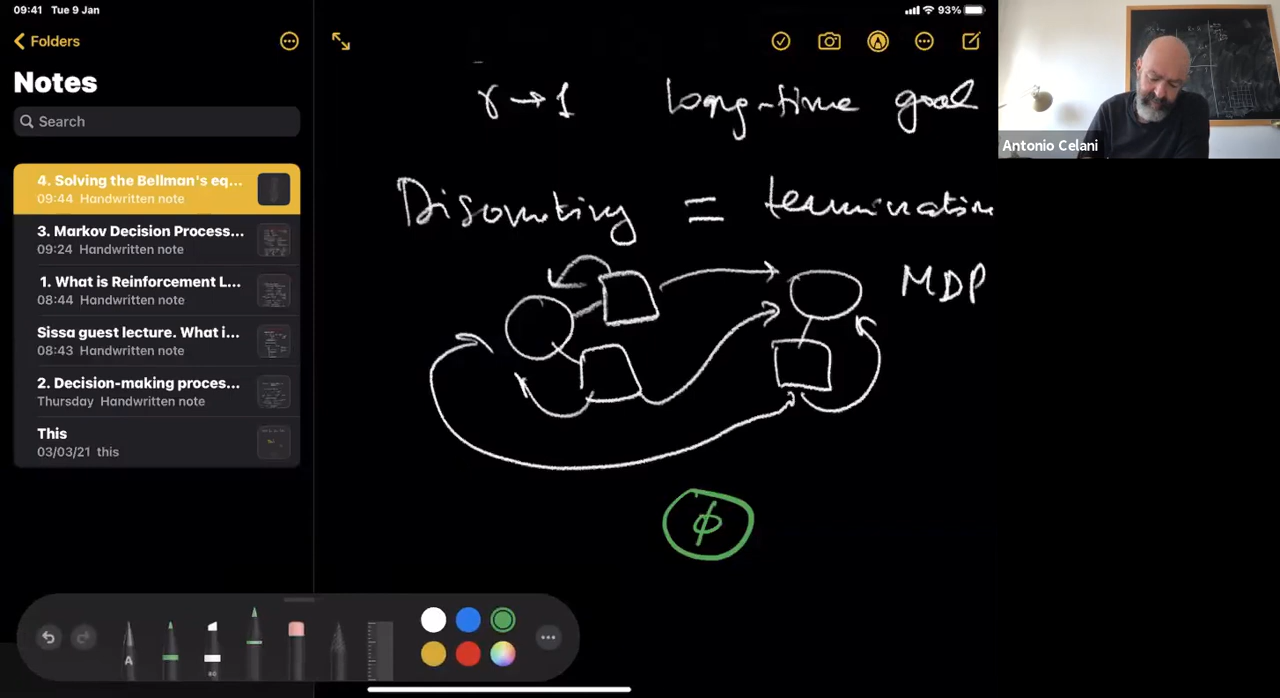 09:41 Tue 9 Jan
93%
Folders
Notes
Search
4. Solving the Bellman's eq...
09:44 Handwritten note
3. Markov Decision Process...
09:24 Handwritten note
1. What is Reinforcement L...
08:44 Handwritten note
Sissa guest lecture. What i...
08:43 Handwritten note
2. Decision-making proces...
Thursday Handwritten note
This
03/03/21 this
γ → 1 long-time goal
Discounting = termination
MDP
ϕ
A
80
Antonio Celani